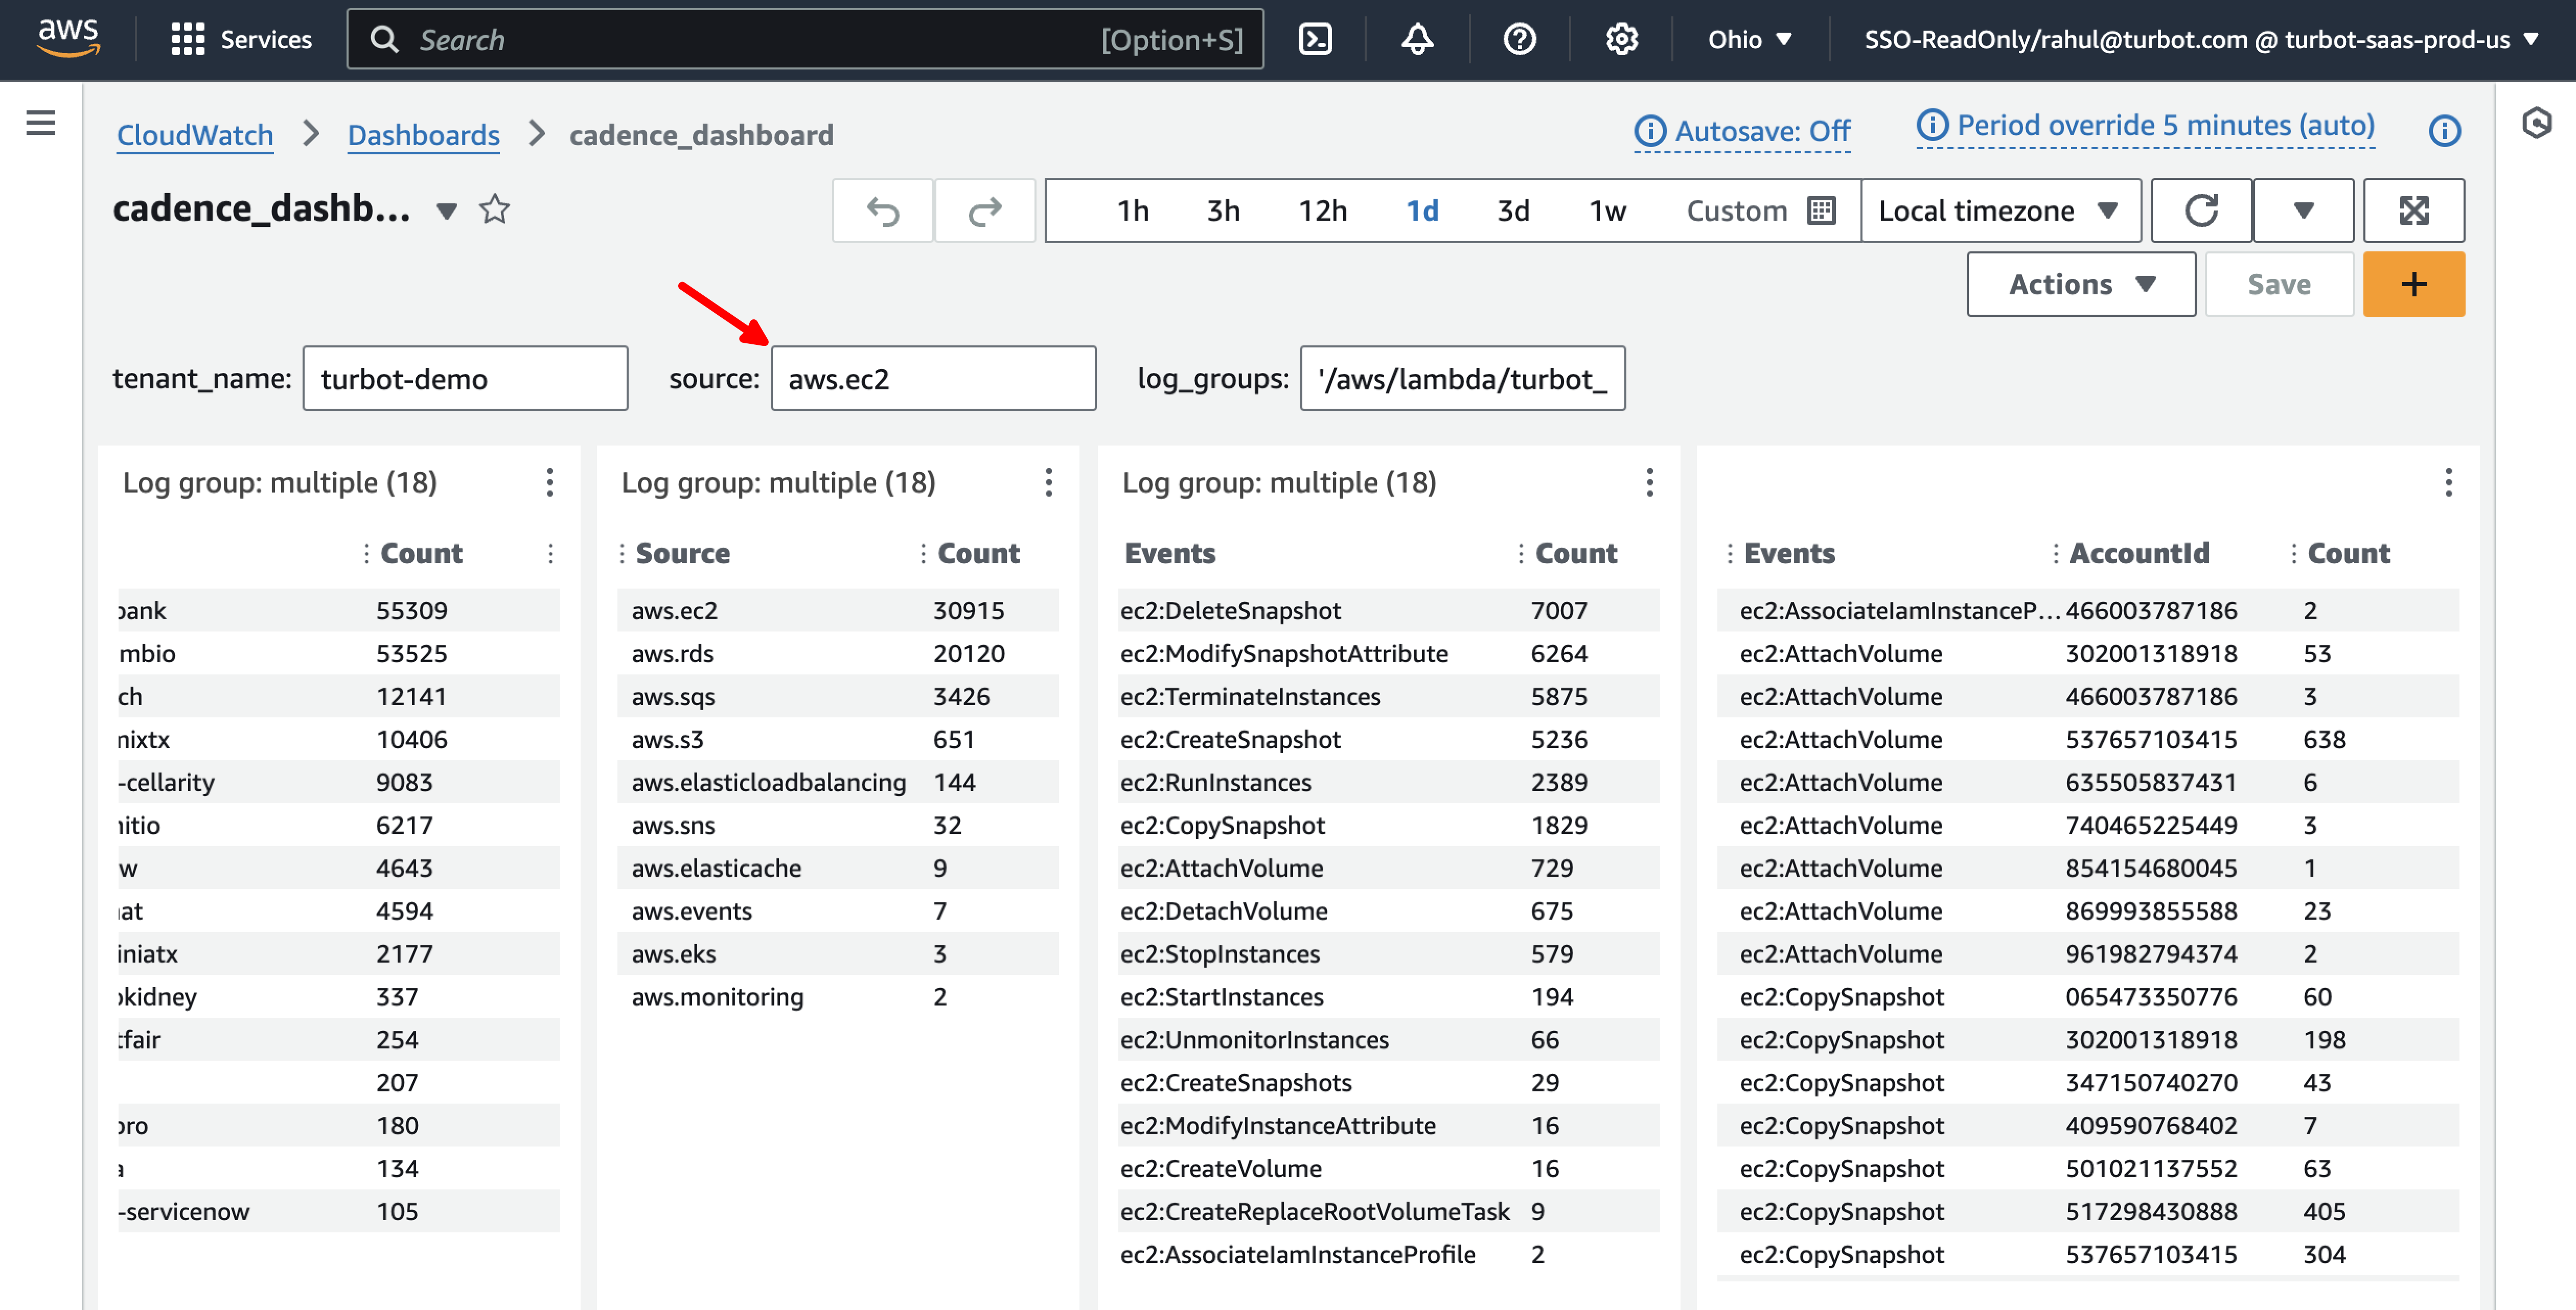 aws Services Search [Option+S] Ohio SSO-ReadOnly/rahul@turbot.com @ turbot-saas-prod-us
CloudWatch Dashboards cadence_dashboard Autosave: Off Period override 5 minutes (auto)
cadence_dashb... 1h 3h 12h 1d 3d 1w Custom Local timezone
Actions Save +
tenant_name: turbot-demo source: aws.ec2 log_groups: '/aws/lambda/turbot_
Log group: multiple (18)
Count
55309
mbio 53525
ch 12141
10406
-cellarity 9083
6217
w 4643
4594
2177
337
254
207
180
134
-servicenow 105
Log group: multiple (18)
Source Count
aws.ec2 30915
aws.rds 20120
aws.sqs 3426
aws.s3 651
aws.elasticloadbalancing 144
aws.sns 32
aws.elasticache 9
aws.events 7
aws.eks 3
aws.monitoring 2
Log group: multiple (18)
Events Count
ec2:DeleteSnapshot 7007
ec2:ModifySnapshotAttribute 6264
ec2:TerminateInstances 5875
ec2:CreateSnapshot 5236
ec2:RunInstances 2389
ec2:CopySnapshot 1829
ec2:AttachVolume 729
ec2:DetachVolume 675
ec2:StopInstances 579
ec2:StartInstances 194
ec2:UnmonitorInstances 66
ec2:CreateSnapshots 29
ec2:ModifyInstanceAttribute 16
ec2:CreateVolume 16
ec2:CreateReplaceRootVolumeTask 9
ec2:AssociateIamInstanceProfile 2
Events AccountId Count
ec2:AssociateIamInstanceP... 466003787186 2
ec2:AttachVolume 302001318918 53
ec2:AttachVolume 466003787186 3
ec2:AttachVolume 537657103415 638
ec2:AttachVolume 635505837431 6
ec2:AttachVolume 740465225449 3
ec2:AttachVolume 854154680045 1
ec2:AttachVolume 869993855588 23
ec2:AttachVolume 961982794374 2
ec2:CopySnapshot 065473350776 60
ec2:CopySnapshot 302001318918 198
ec2:CopySnapshot 347150740270 43
ec2:CopySnapshot 409590768402 7
ec2:CopySnapshot 501021137552 63
ec2:CopySnapshot 517298430888 405
ec2:CopySnapshot 537657103415 304